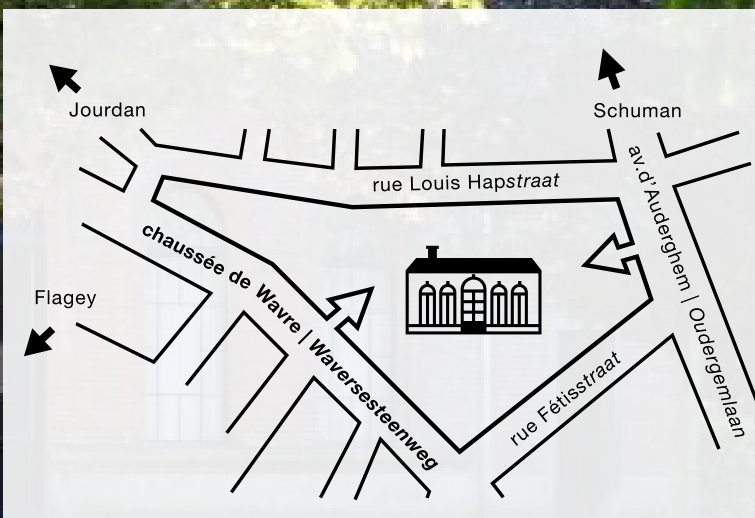 Jourdan
Schuman
rue Louis Hapstraat
av.d'Auderghem | Oudergemlaan
chaussée de Wavre | Waversesteenweg
Flagey
rue Fétisstraat